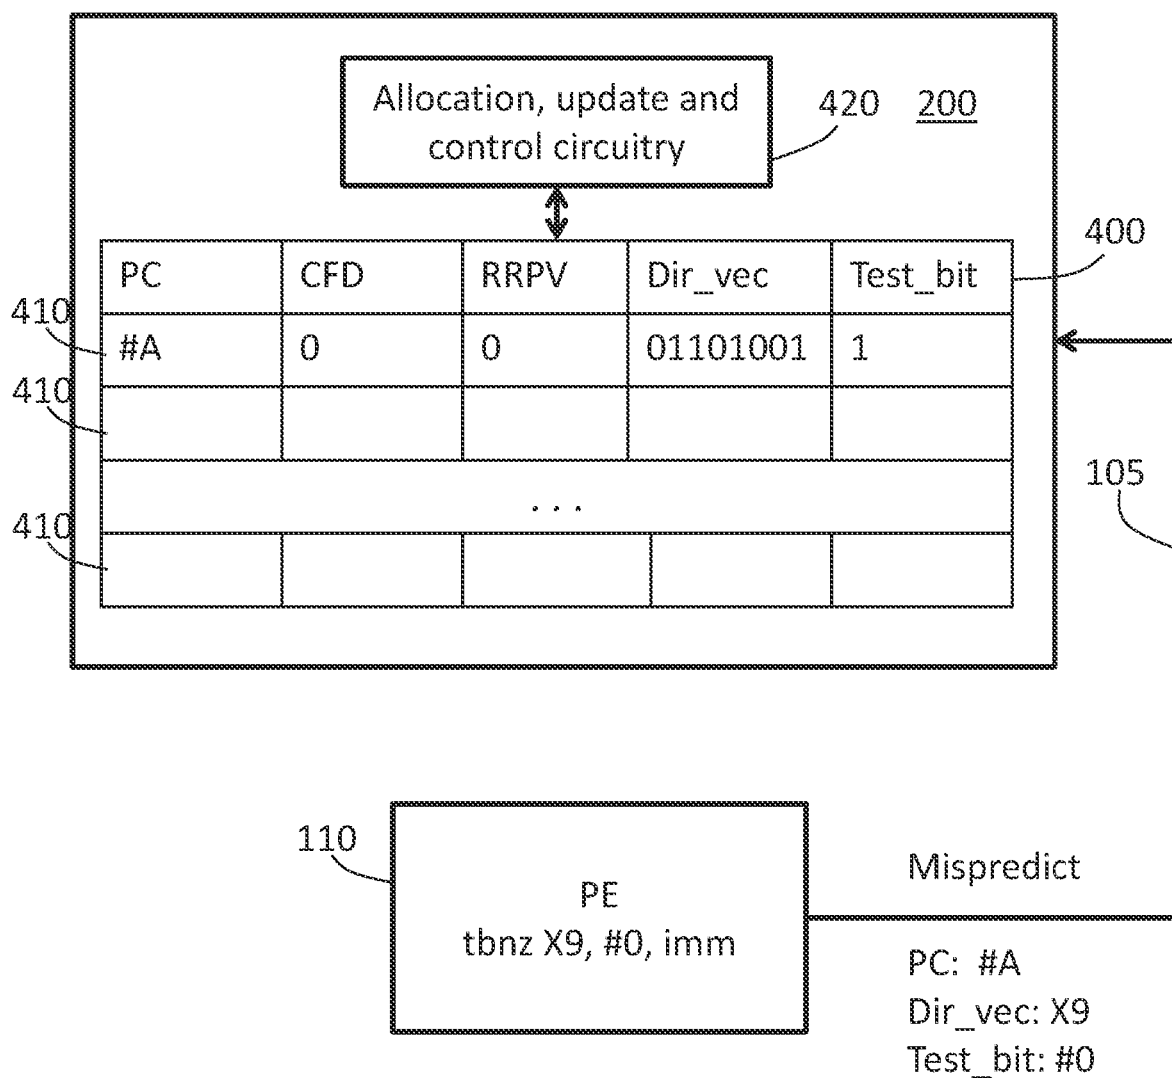 Allocation, update and
control circuitry
420 200
400
PC CFD RRPV Dir_vec Test_bit
410
#A 0 0 01101001 1
410
105
. . .
410
110
PE
tbnz X9, #0, imm
Mispredict
PC: #A
Dir_vec: X9
Test_bit: #0